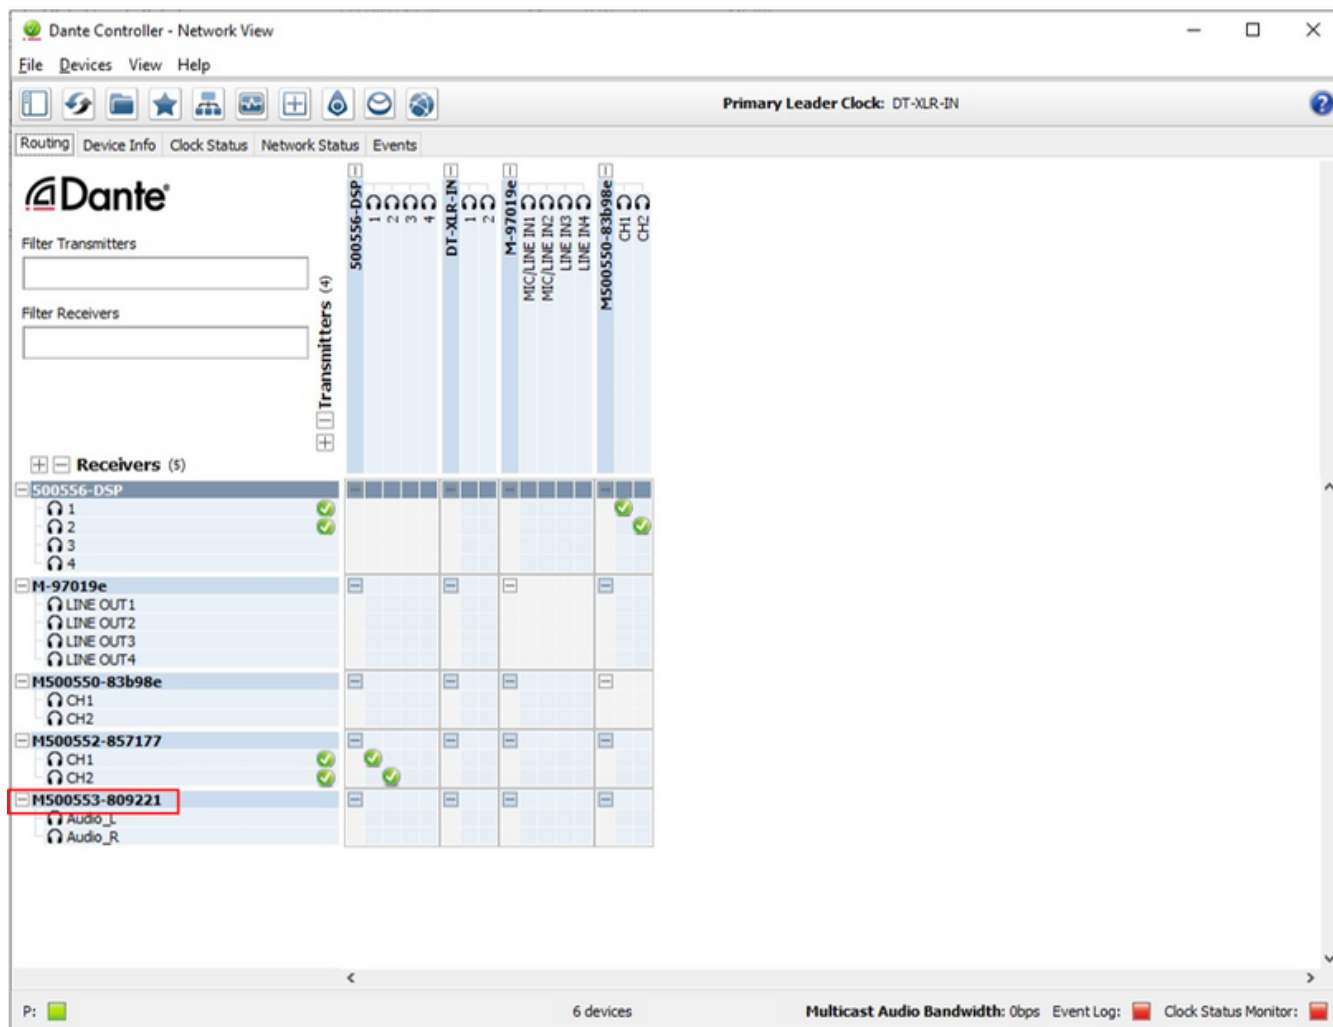 Dante Controller - Network View
File Devices View Help
Primary Leader Clock: DT-XLR-IN
Routing Device Info Clock Status Network Status Events
Dante
Filter Transmitters
Filter Receivers
Transmitters (4)
500556-DSP
1
2
3
4
DT-XLR-IN
1
2
M-97019e
MIC/LINE IN1
MIC/LINE IN2
LINE IN3
LINE IN4
M500550-83b98e
CH1
CH2
Receivers (5)
500556-DSP
1
2
3
4
M-97019e
LINE OUT1
LINE OUT2
LINE OUT3
LINE OUT4
M500550-83b98e
CH1
CH2
M500552-857177
CH1
CH2
M500553-809221
Audio_L
Audio_R
P: 6 devices Multicast Audio Bandwidth: 0bps Event Log: Clock Status Monitor: